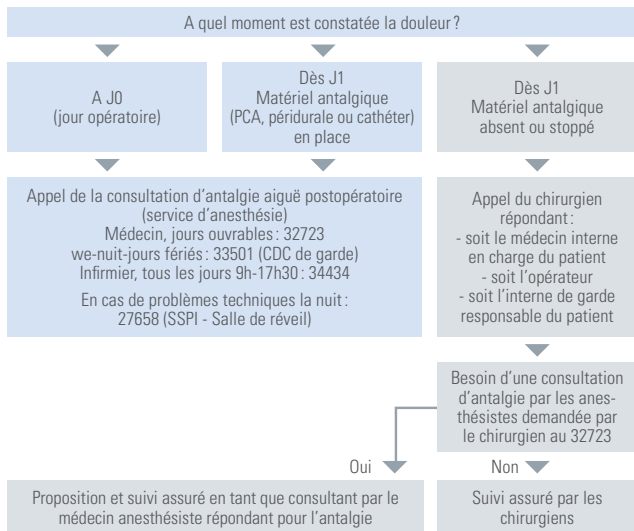 A quel moment est constatée la douleur ?
A J0
(jour opératoire)
Dès J1
Matériel antalgique
(PCA, péridurale ou cathéter)
en place
Dès J1
Matériel antalgique
absent ou stoppé
Appel de la consultation d’antalgie aiguë postopératoire
(service d’anesthésie)
Médecin, jours ouvrables : 32723
we-nuit-jours fériés : 33501 (CDC de garde)
Infirmier, tous les jours 9h-17h30 : 34434
En cas de problèmes techniques la nuit :
27658 (SSPI - Salle de réveil)
Appel du chirurgien
répondant :
- soit le médecin interne
en charge du patient
- soit l’opérateur
- soit l’interne de garde
responsable du patient
Besoin d’une consultation
d’antalgie par les anes-
thésistes demandée par
le chirurgien au 32723
Oui
Non
Proposition et suivi assuré en tant que consultant par le
médecin anesthésiste répondant pour l’antalgie
Suivi assuré par les
chirurgiens